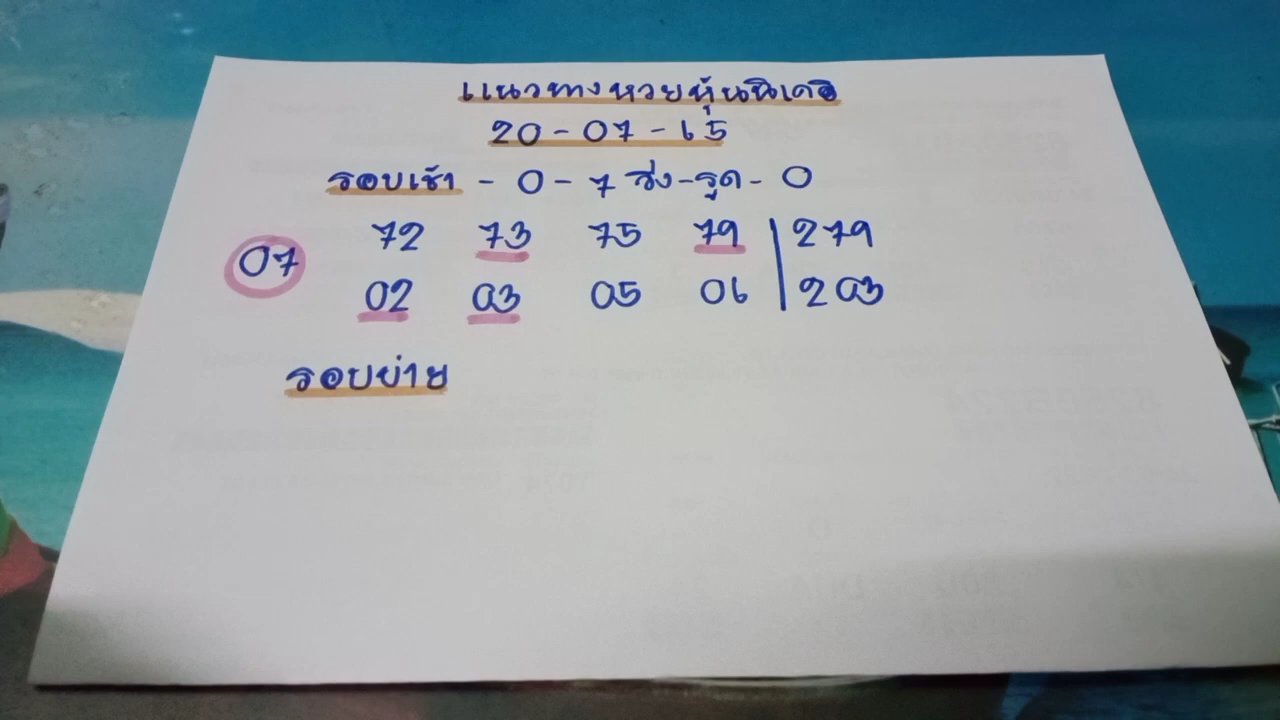 แนวทางหวยหุ้นนิเคอิ
20-07-65
รอบเช้า - 0 - 7 วิ่ง - รูด - 0
07
72 73 75 79 | 279
02 03 05 06 | 203
รอบบ่าย